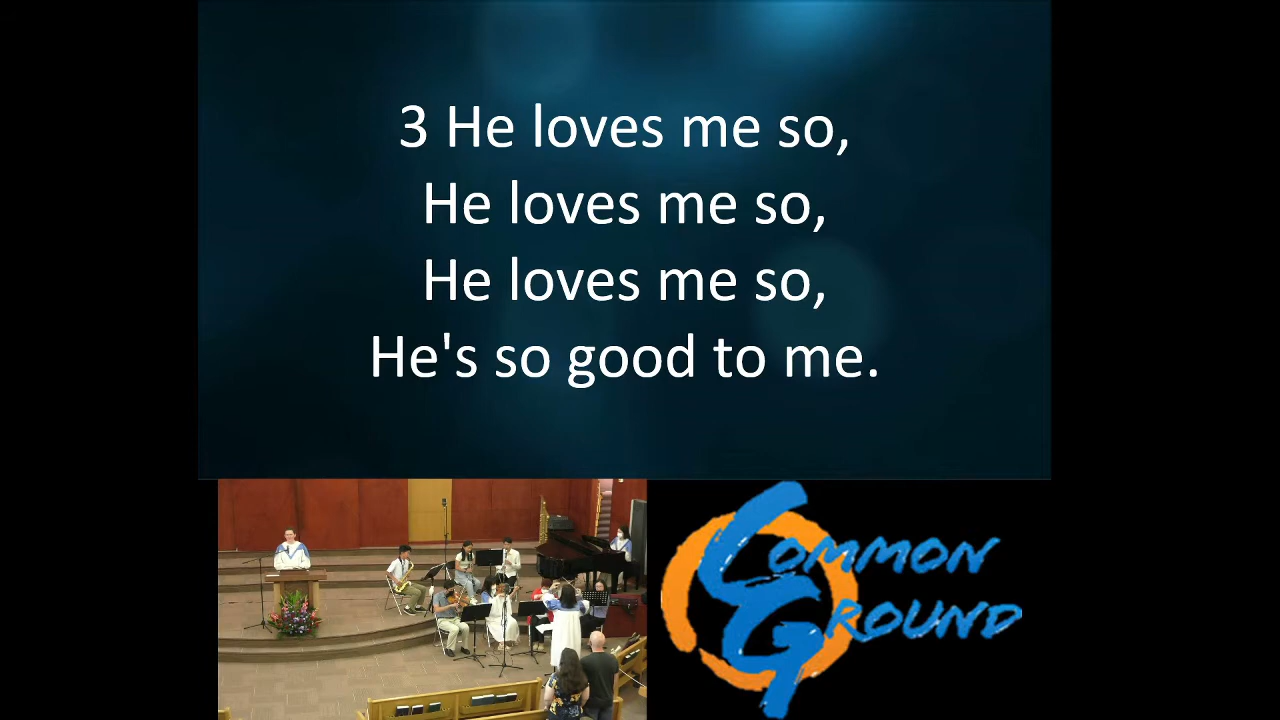 3 He loves me so,
He loves me so,
He loves me so,
He's so good to me.
COMMON
GROUND